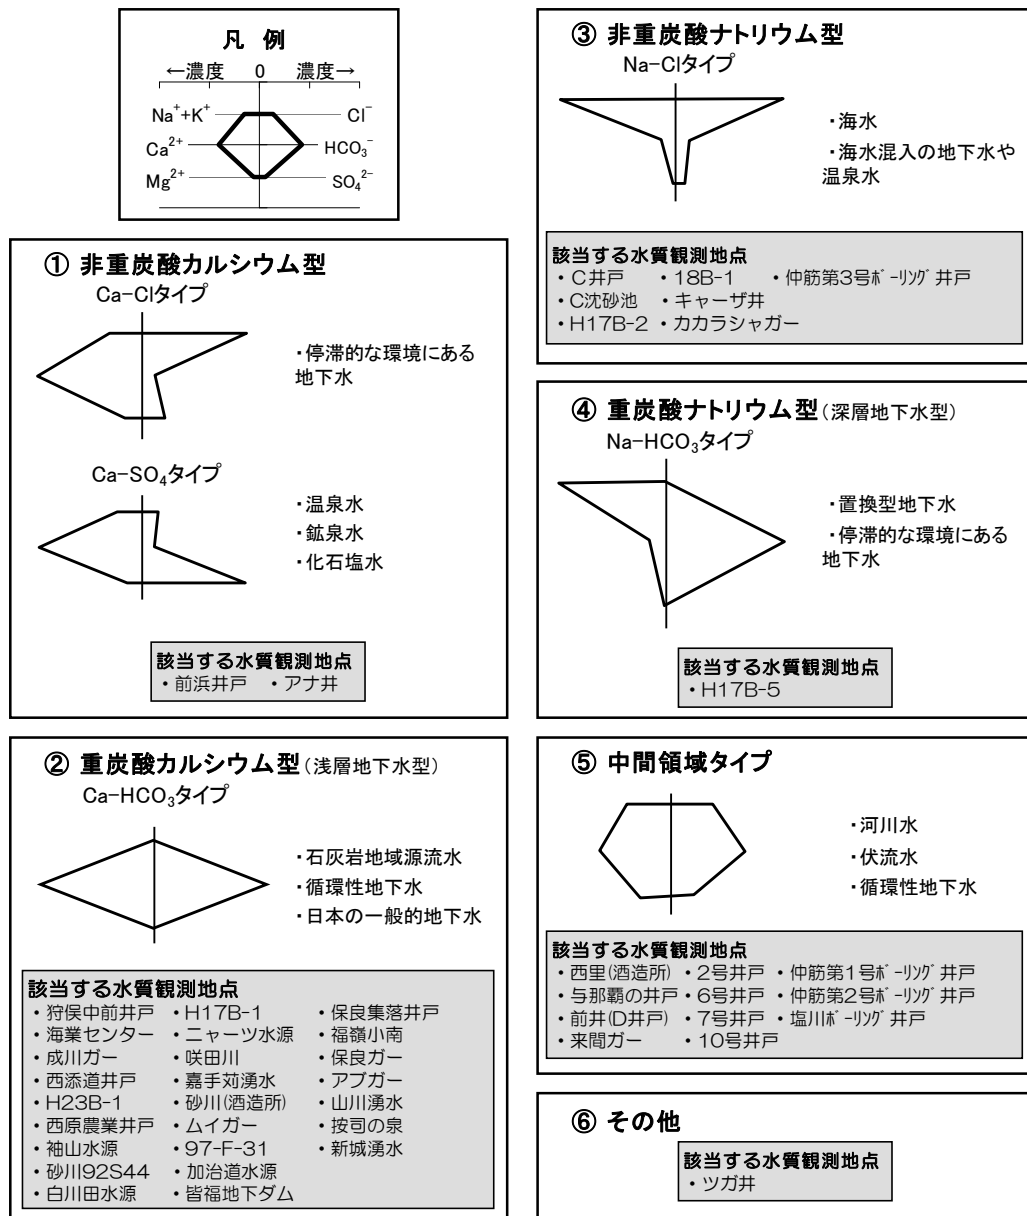 凡 例
←濃度 0 濃度→
Na⁺+K⁺ Cl⁻
Ca²⁺ HCO₃⁻
Mg²⁺ SO₄²⁻
① 非重炭酸カルシウム型
Ca-Clタイプ
・停滞的な環境にある
地下水
Ca-SO₄タイプ
・温泉水
・鉱泉水
・化石塩水
該当する水質観測地点
・前浜井戸 ・アナ井
② 重炭酸カルシウム型(浅層地下水型)
Ca-HCO₃タイプ
・石灰岩地域源流水
・循環性地下水
・日本の一般的地下水
該当する水質観測地点
・狩俣中前井戸 ・H17B-1 ・保良集落井戸
・海業センター ・ニャーツ水源 ・福嶺小南
・成川ガー ・咲田川 ・保良ガー
・西添道井戸 ・嘉手苅湧水 ・アブガー
・H23B-1 ・砂川(酒造所) ・山川湧水
・西原農業井戸 ・ムイガー ・按司の泉
・袖山水源 ・97-F-31 ・新城湧水
・砂川92S44 ・加治道水源
・白川田水源 ・皆福地下ダム
③ 非重炭酸ナトリウム型
Na-Clタイプ
・海水
・海水混入の地下水や
温泉水
該当する水質観測地点
・C井戸 ・18B-1 ・仲筋第3号ボーリング井戸
・C沈砂池 ・キャーザ井
・H17B-2 ・カカラシャガー
④ 重炭酸ナトリウム型(深層地下水型)
Na-HCO₃タイプ
・置換型地下水
・停滞的な環境にある
地下水
該当する水質観測地点
・H17B-5
⑤ 中間領域タイプ
・河川水
・伏流水
・循環性地下水
該当する水質観測地点
・西里(酒造所) ・2号井戸 ・仲筋第1号ボーリング井戸
・与那覇の井戸 ・6号井戸 ・仲筋第2号ボーリング井戸
・前井(D井戸) ・7号井戸 ・塩川ボーリング井戸
・来間ガー ・10号井戸
⑥ その他
該当する水質観測地点
・ツガ井